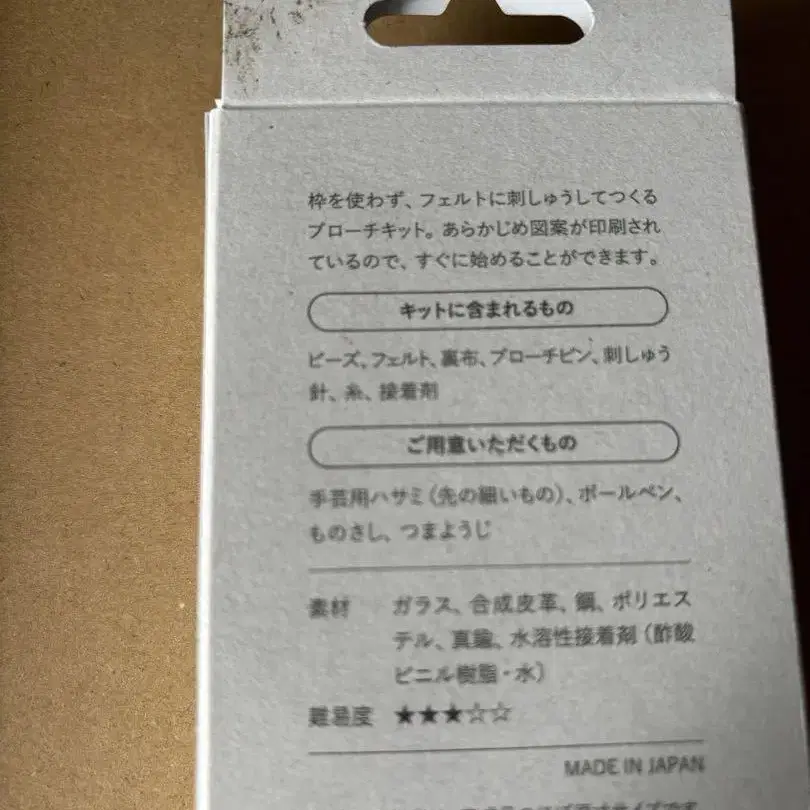 枠を使わず、フェルトに刺しゅうしてつくる
ブローチキット。あらかじめ図案が印刷され
ているので、すぐに始めることができます。
キットに含まれるもの
ビーズ、フェルト、裏布、ブローチピン、刺しゅう
針、糸、接着剤
ご用意いただくもの
手芸用ハサミ（先の細いもの）、ボールペン、
ものさし、つまようじ
素材 ガラス、合成皮革、鋼、ポリエス
テル、真鍮、水溶性接着剤（酢酸
ビニル樹脂・水）
難易度 ★★★☆☆
MADE IN JAPAN